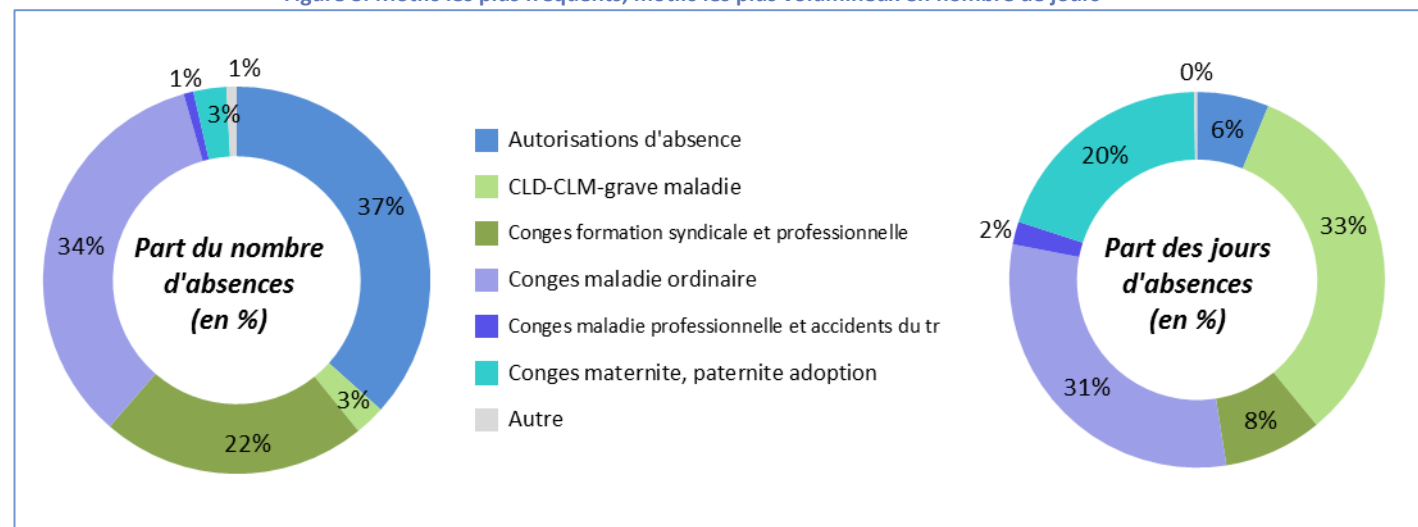 1%
1%
3%
37%
34%
3%
22%
Part du nombre
d'absences
(en %)
Autorisations d'absence
CLD-CLM-grave maladie
Conges formation syndicale et professionnelle
Conges maladie ordinaire
Conges maladie professionnelle et accidents du tr
Conges maternite, paternite adoption
Autre
0%
6%
20%
33%
2%
31%
8%
Part des jours
d'absences
(en %)